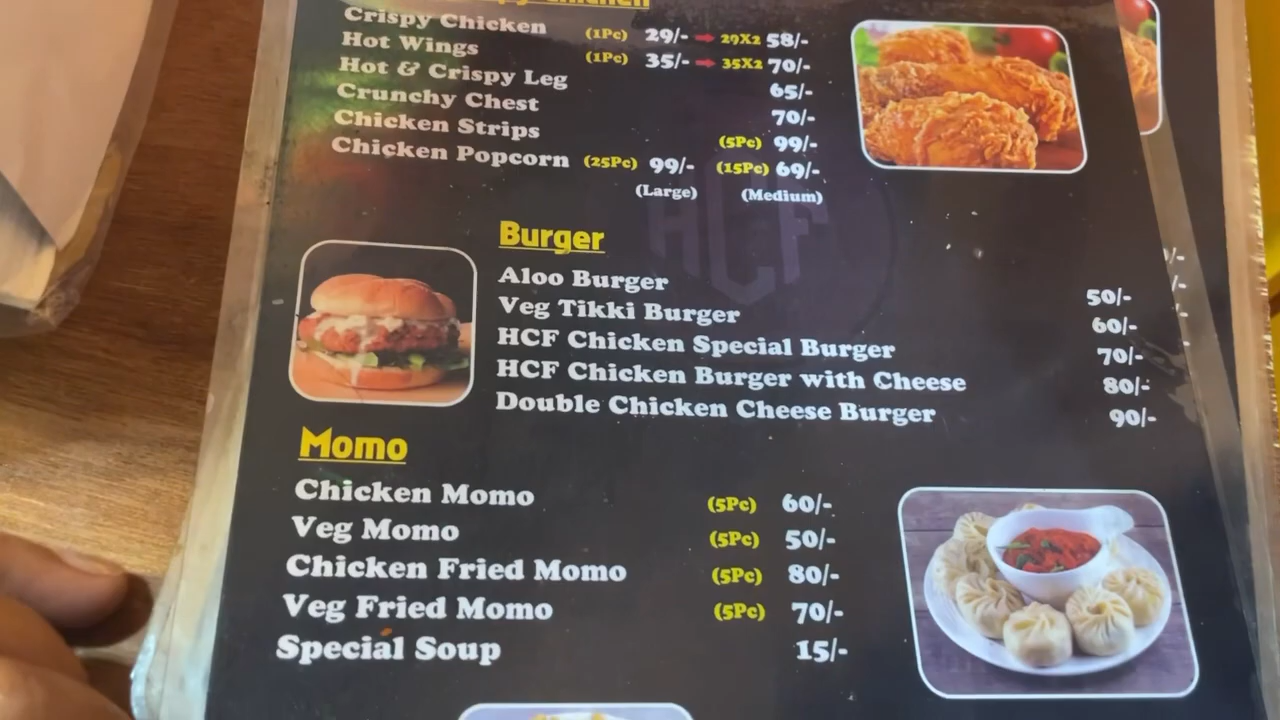 Chicken
Crispy Chicken (1Pc) 29/- → 29X2 58/-
Hot Wings (1Pc) 35/- → 35X2 70/-
Hot & Crispy Leg 65/-
Crunchy Chest 70/-
Chicken Strips (5Pc) 99/-
Chicken Popcorn (25Pc) 99/- (15Pc) 69/-
(Large) (Medium)
HCF
Burger
Aloo Burger 50/-
Veg Tikki Burger 60/-
HCF Chicken Special Burger 70/-
HCF Chicken Burger with Cheese 80/-
Double Chicken Cheese Burger 90/-
Momo
Chicken Momo (5Pc) 60/-
Veg Momo (5Pc) 50/-
Chicken Fried Momo (5Pc) 80/-
Veg Fried Momo (5Pc) 70/-
Special Soup 15/-